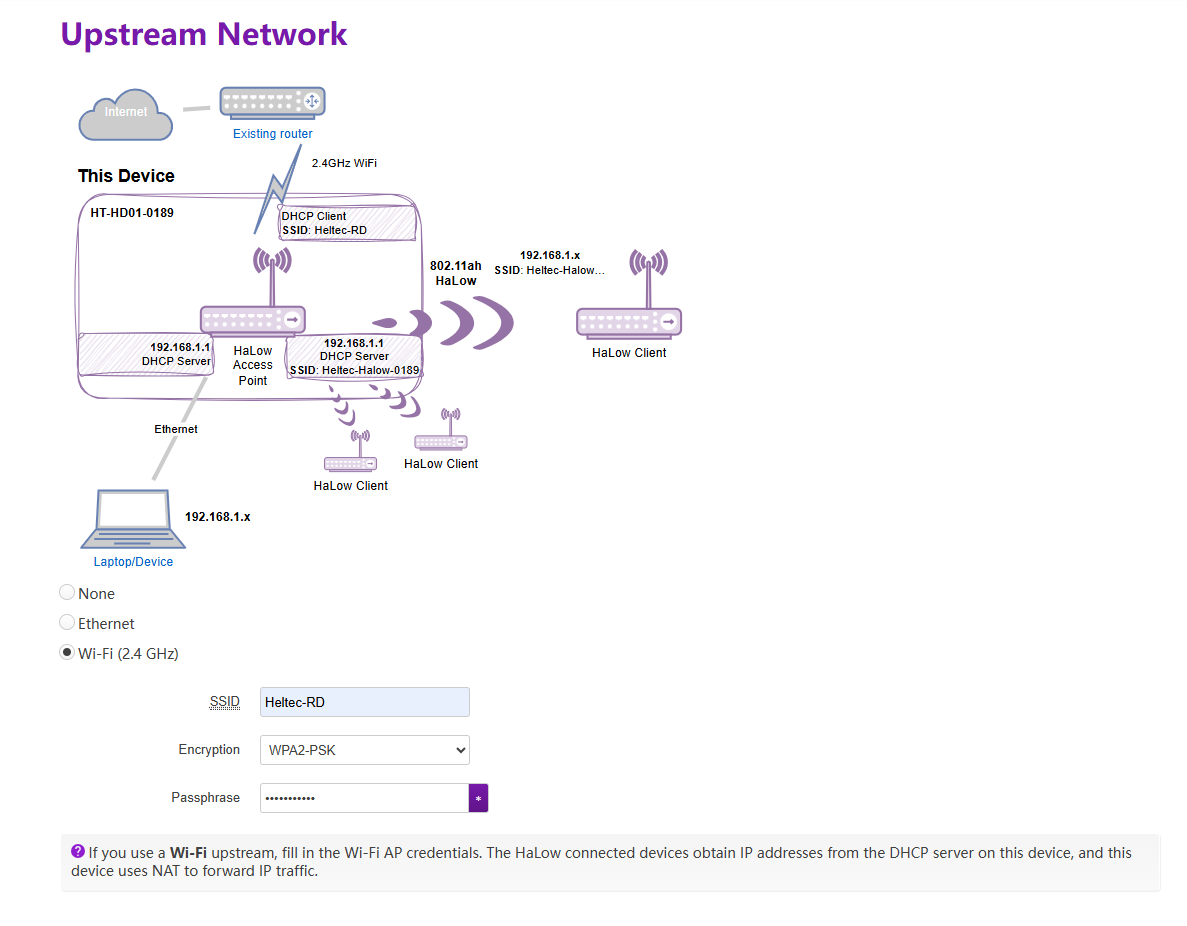 Upstream Network
Internet
Existing router
2.4GHz WiFi
This Device
HT-HD01-0189
DHCP Client
SSID: Heltec-RD
802.11ah
HaLow
192.168.1.x
SSID: Heltec-Halow...
192.168.1.1
DHCP Server
HaLow
Access
Point
192.168.1.1
DHCP Server
SSID: Heltec-Halow-0189
HaLow Client
Ethernet
HaLow Client
HaLow Client
192.168.1.x
Laptop/Device
None
Ethernet
Wi-Fi (2.4 GHz)
SSID Heltec-RD
Encryption WPA2-PSK
Passphrase ••••••••••• *
? If you use a Wi-Fi upstream, fill in the Wi-Fi AP credentials. The HaLow connected devices obtain IP addresses from the DHCP server on this device, and this
device uses NAT to forward IP traffic.